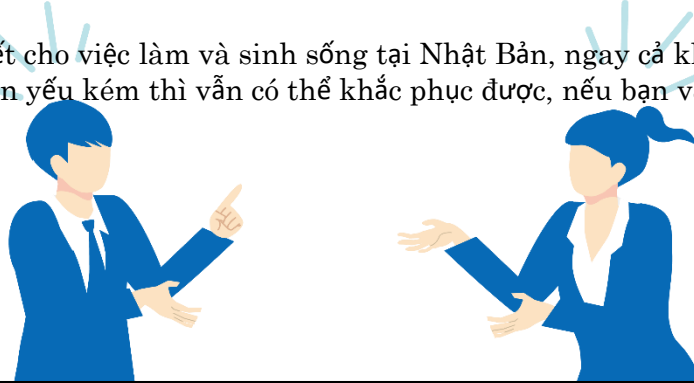 ết cho việc làm và sinh sống tại Nhật Bản, ngay cả k
n yếu kém thì vẫn có thể khắc phục được, nếu bạn v